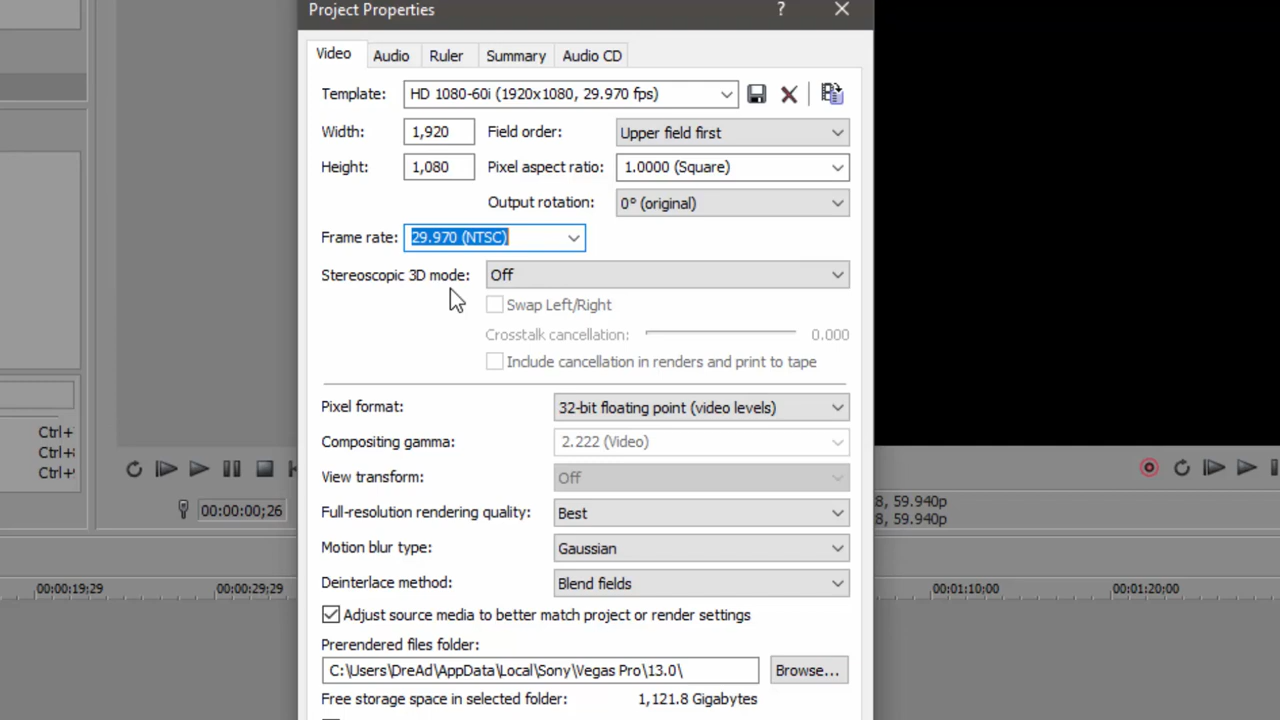 Project Properties
?
Video Audio Ruler Summary Audio CD
Template: HD 1080-60i (1920x1080, 29.970 fps)
Width: 1,920 Field order: Upper field first
Height: 1,080 Pixel aspect ratio: 1.0000 (Square)
Output rotation: 0° (original)
Frame rate: 29.970 (NTSC)
Stereoscopic 3D mode: Off
Swap Left/Right
Crosstalk cancellation: 0.000
Include cancellation in renders and print to tape
Pixel format: 32-bit floating point (video levels)
Ctrl+
Compositing gamma: 2.222 (Video)
Ctrl+
Ctrl+
View transform: Off
00:00:00;26
8, 59.940p
Full-resolution rendering quality: Best
8, 59.940p
Motion blur type: Gaussian
Deinterlace method: Blend fields
00:00:19;29 00:00:29;29 00:01:10;00 00:01:20;00
Adjust source media to better match project or render settings
Prerendered files folder:
C:\Users\DreAd\AppData\Local\Sony\Vegas Pro\13.0\ Browse...
Free storage space in selected folder: 1,121.8 Gigabytes